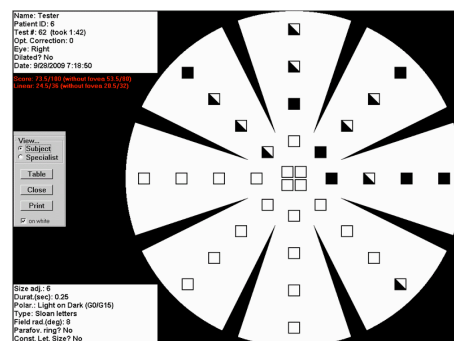 Name: Tester
Patient ID: 6
Test #: 62 (took 1:42)
Opt. Correction: 0
Eye: Right
Dilated? No
Date: 9/28/2009 7:18:50
Score: 73.5/100 (without fovea 53.5/80)
Linear: 24.5/36 (without fovea 20.5/32)
View...
Subject
Specialist
Table
Close
Print
on white
Size adj.: 6
Durat.(sec): 0.25
Polar.: Light on Dark (G0/G15)
Type: Sloan letters
Field rad.(deg): 8
Parafov. ring? No
Const. Let. Size? No